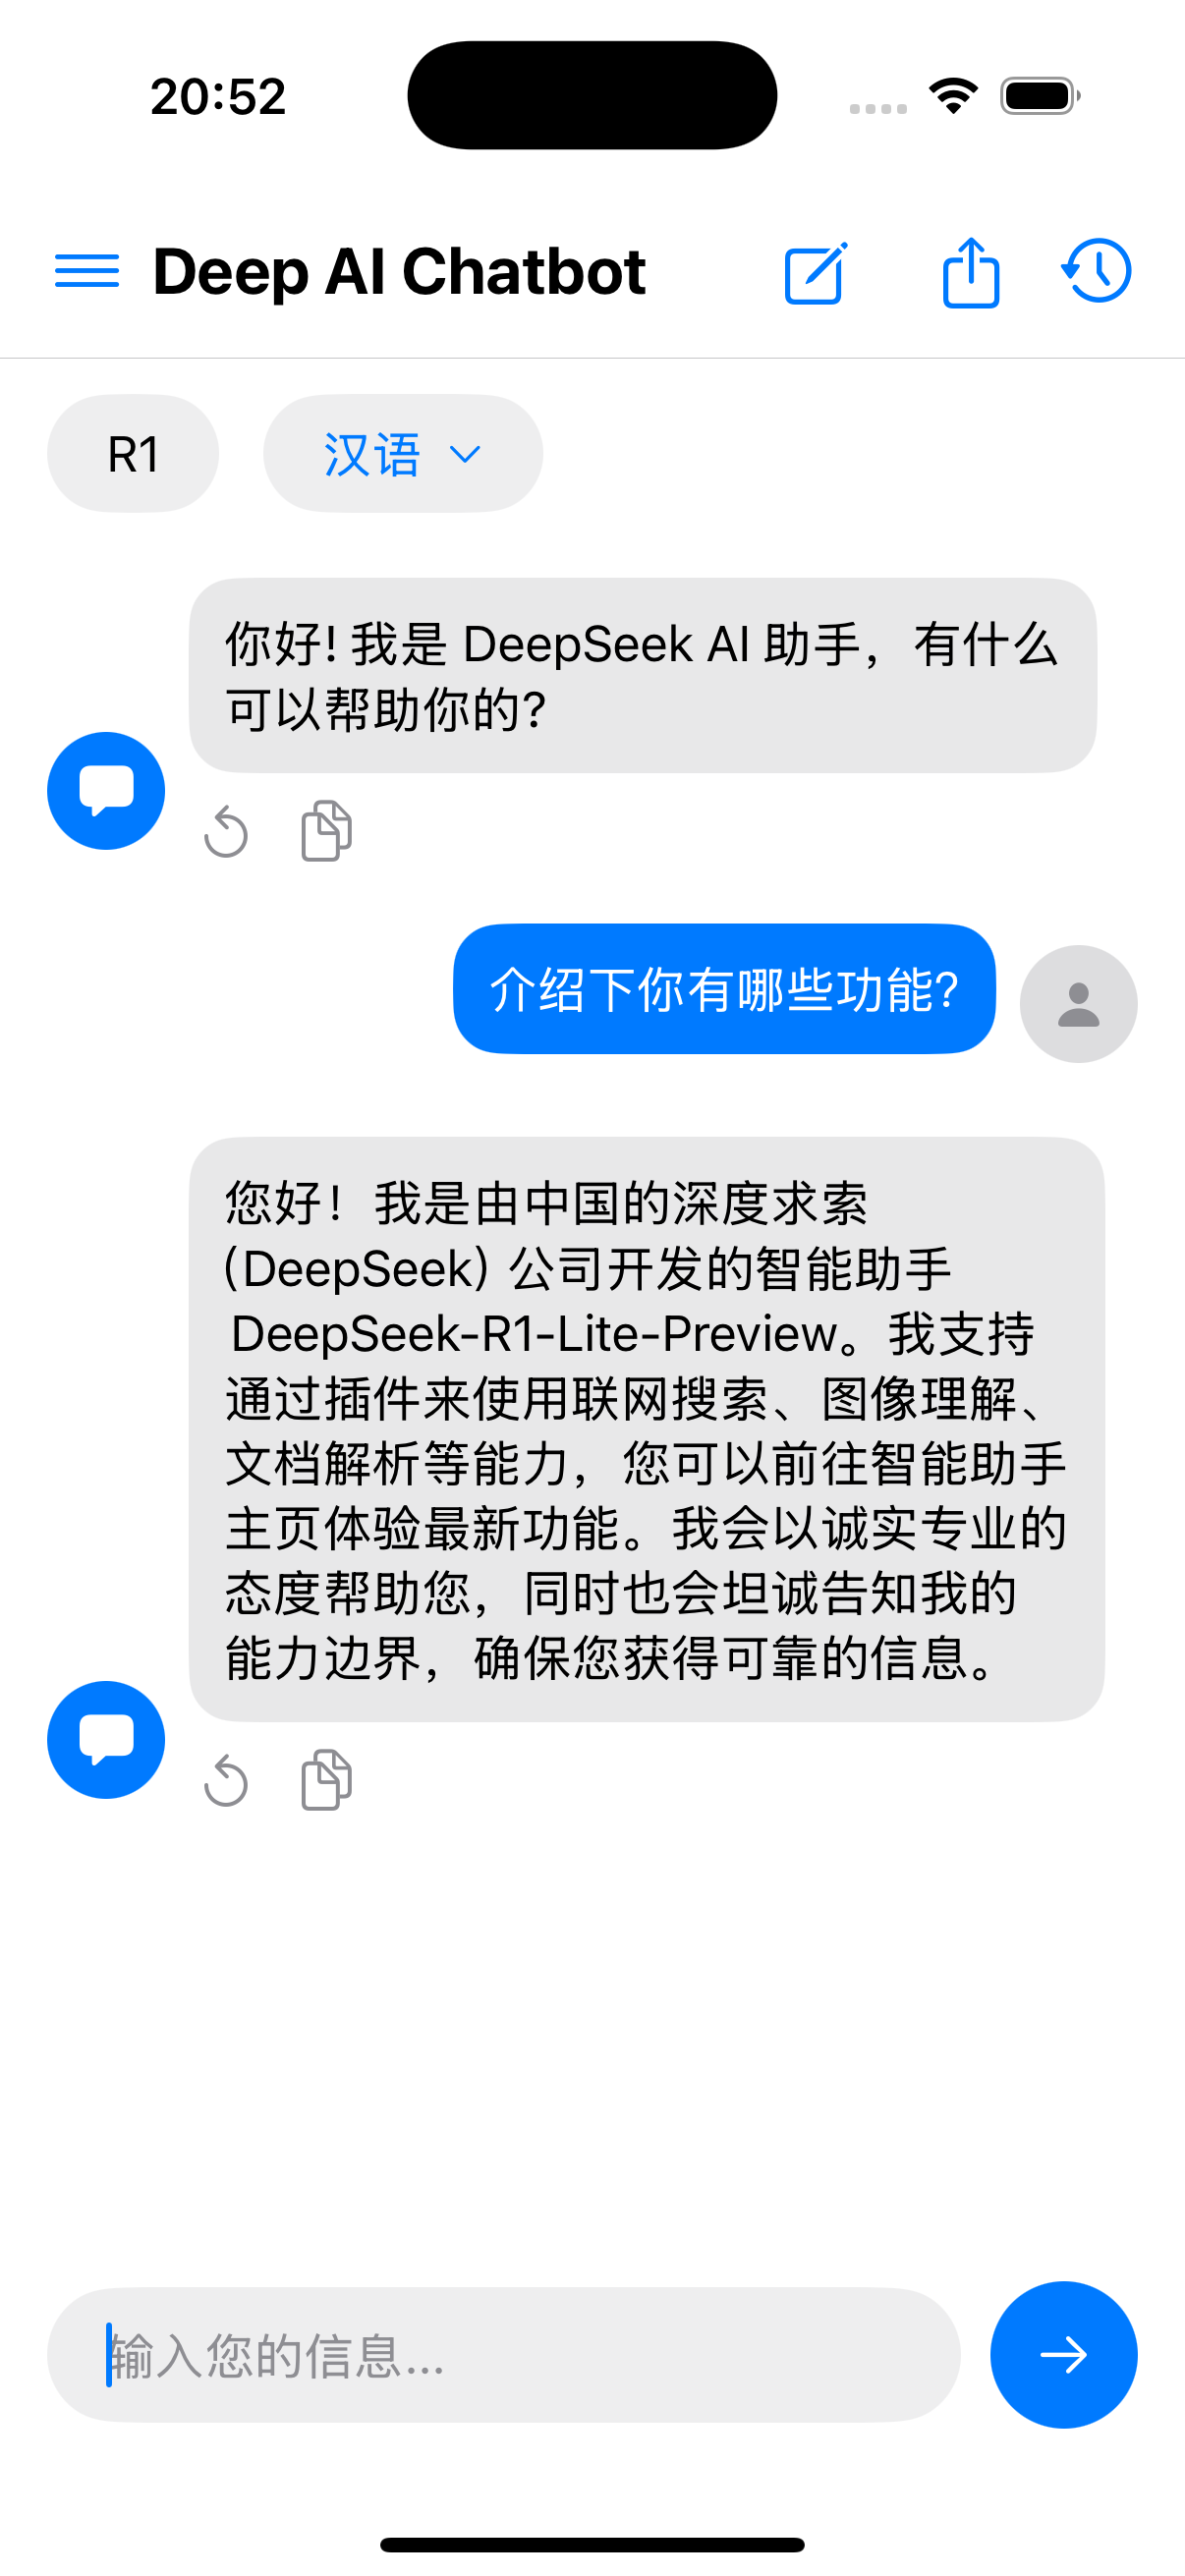 20:52
Deep AI Chatbot
R1
汉语
你好! 我是 DeepSeek AI 助手，有什么
可以帮助你的?
介绍下你有哪些功能?
您好！我是由中国的深度求索
(DeepSeek) 公司开发的智能助手
DeepSeek-R1-Lite-Preview。我支持
通过插件来使用联网搜索、图像理解、
文档解析等能力，您可以前往智能助手
主页体验最新功能。我会以诚实专业的
态度帮助您，同时也会坦诚告知我的
能力边界，确保您获得可靠的信息。
输入您的信息...